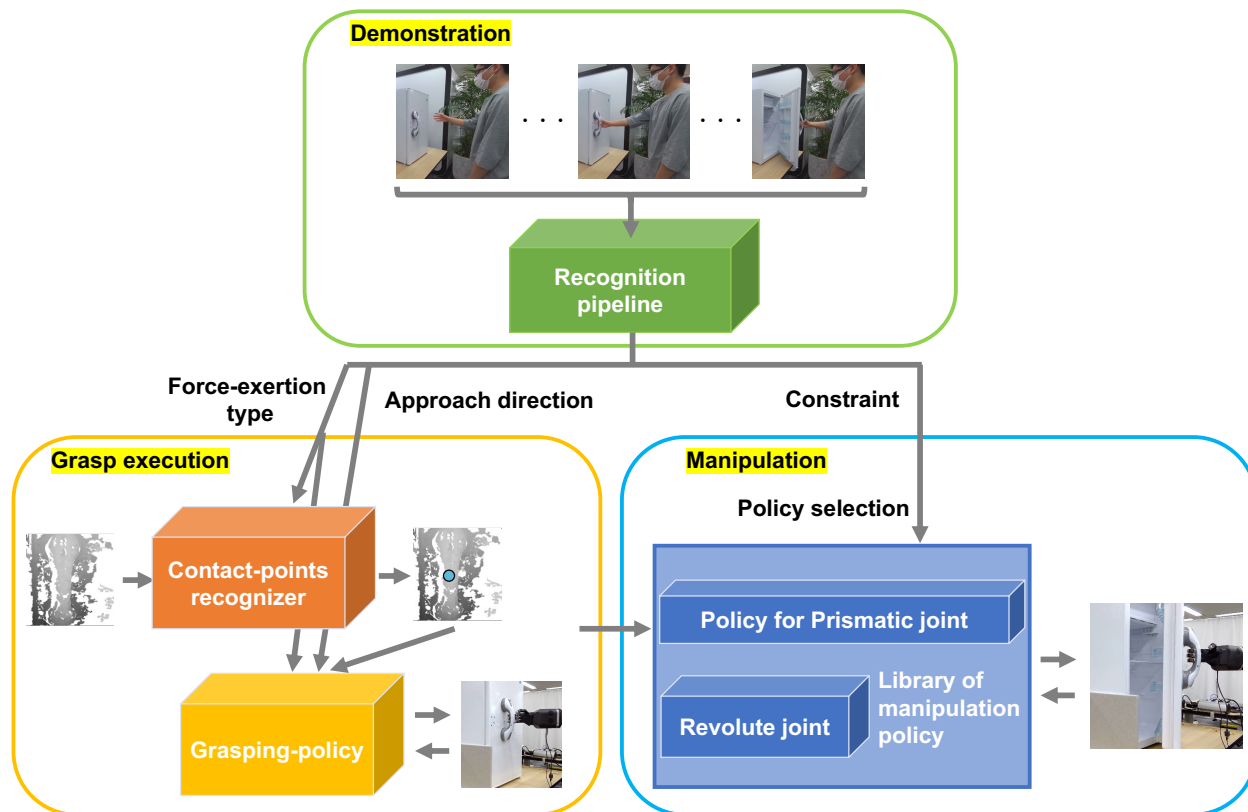 Demonstration
. . .
. . .
Recognition
pipeline
Force-exertion
type
Approach direction
Constraint
Grasp execution
Contact-points
recognizer
Grasping-policy
Manipulation
Policy selection
Policy for Prismatic joint
Revolute joint
Library of
manipulation
policy